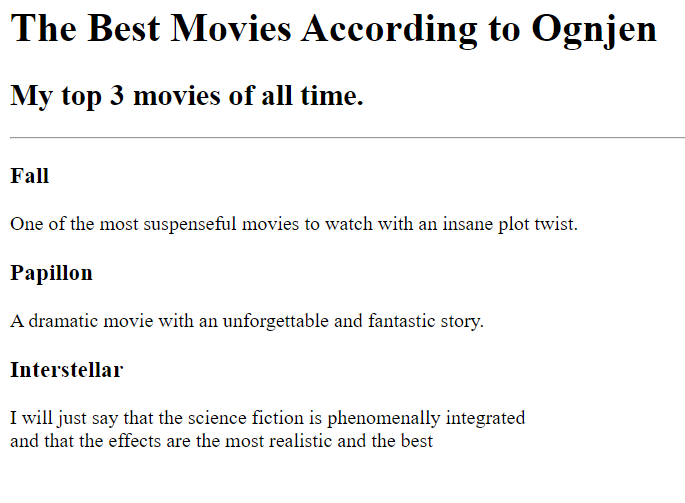 The Best Movies According to Ognjen
My top 3 movies of all time.
Fall
One of the most suspenseful movies to watch with an insane plot twist.
Papillon
A dramatic movie with an unforgettable and fantastic story.
Interstellar
I will just say that the science fiction is phenomenally integrated
and that the effects are the most realistic and the best